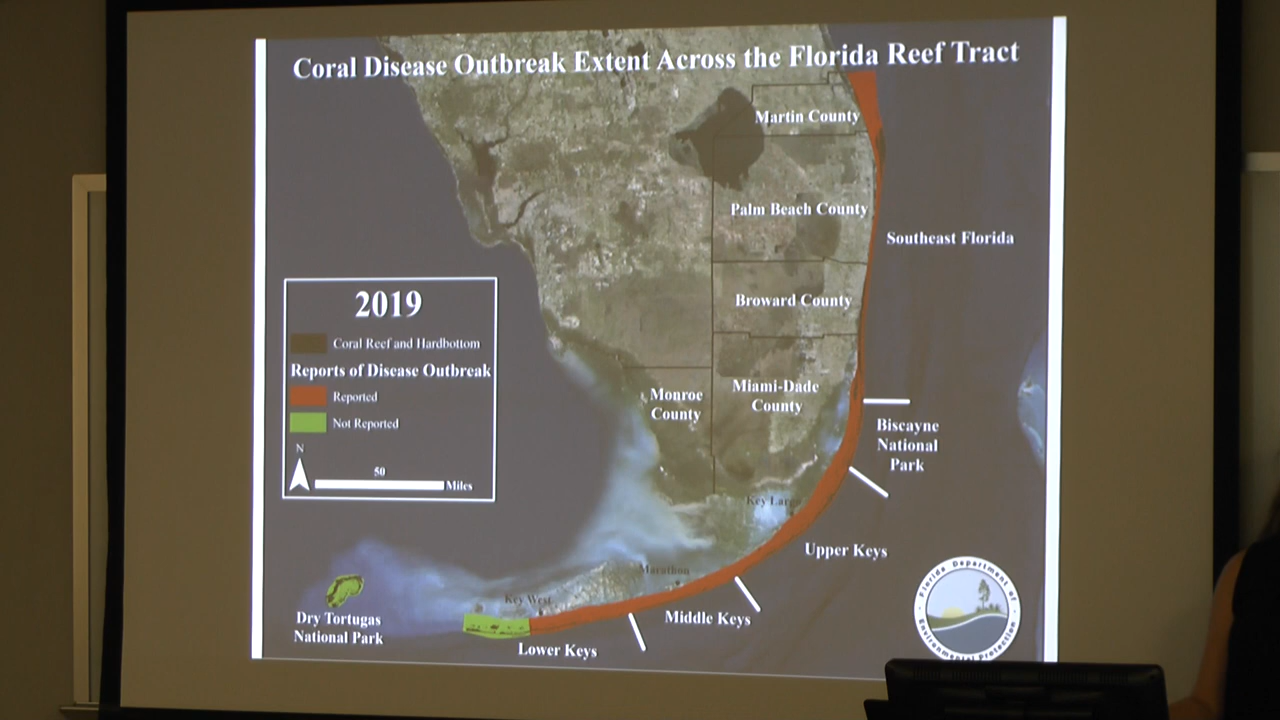 Coral Disease Outbreak Extent Across the Florida Reef Tract
Martin County
Palm Beach County
Southeast Florida
2019
Coral Reef and Hardbottom
Reports of Disease Outbreak
Reported
Not Reported
N
50
Miles
Broward County
Monroe
County
Miami-Dade
County
Biscayne
National
Park
Key Largo
Upper Keys
Marathon
Middle Keys
Key West
Lower Keys
Dry Tortugas
National Park
Florida Department of
Environmental Protection